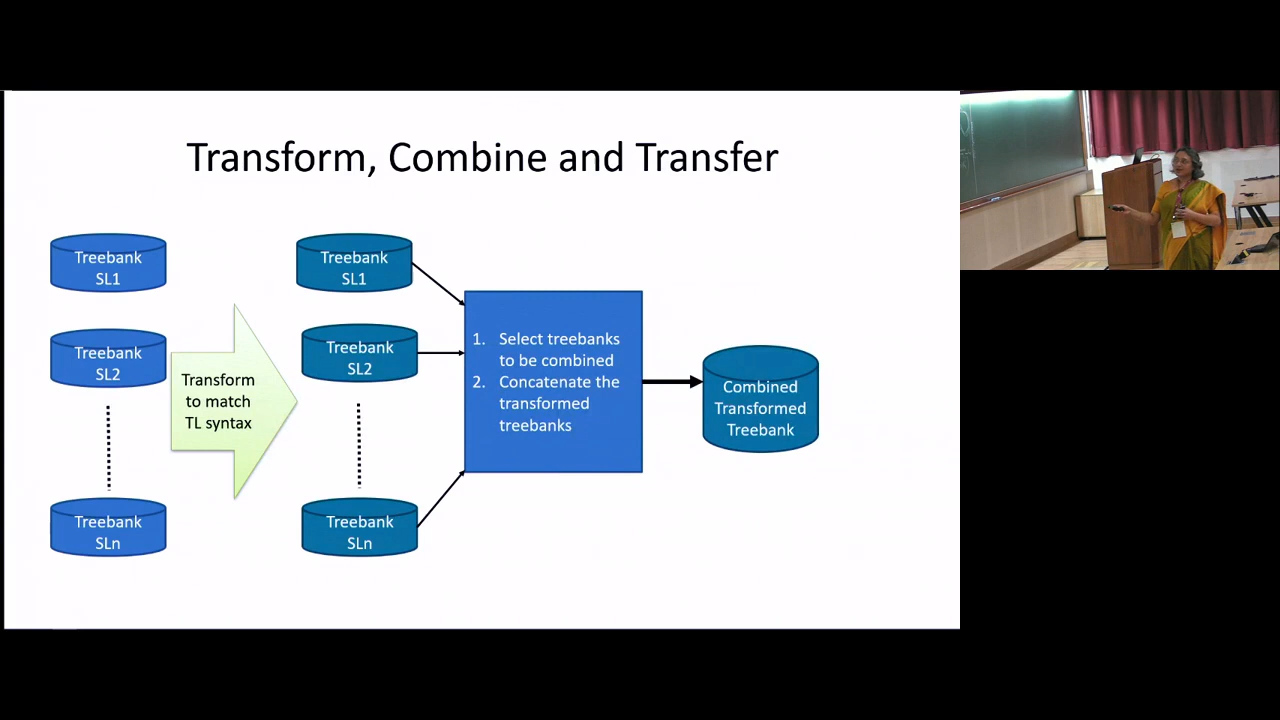 Transform, Combine and Transfer
Treebank
SL1
Treebank
SL2
Treebank
SLn
Transform
to match
TL syntax
Treebank
SL1
Treebank
SL2
Treebank
SLn
1. Select treebanks
to be combined
2. Concatenate the
transformed
treebanks
Combined
Transformed
Treebank